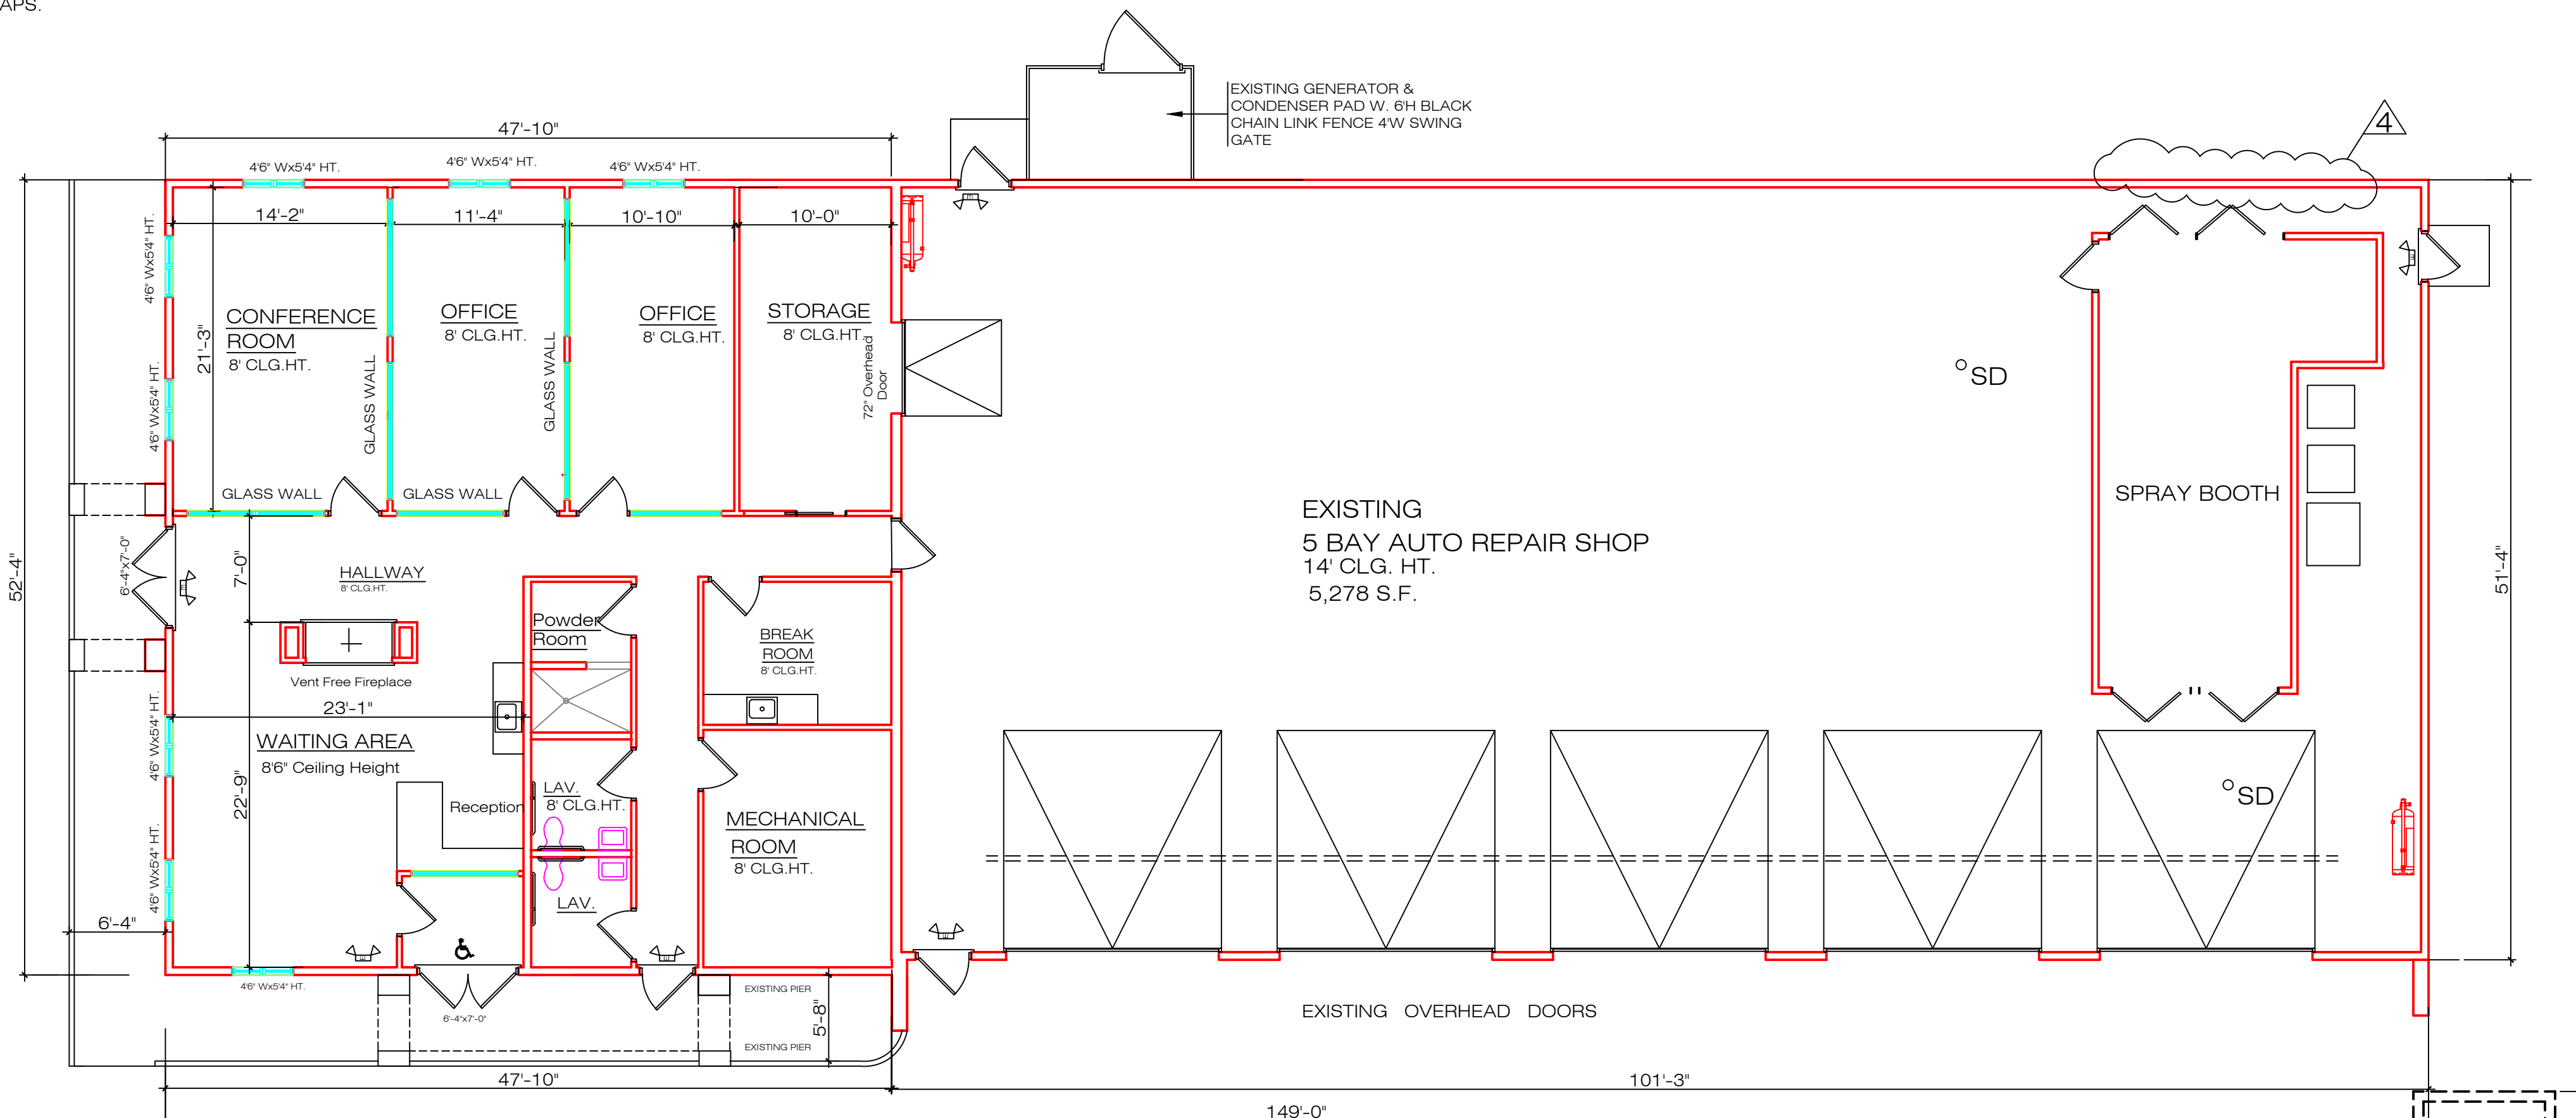 APS.
EXISTING GENERATOR &
CONDENSER PAD W. 6'H BLACK
CHAIN LINK FENCE 4'W SWING
GATE
4
47'-10"
4'6" Wx5'4" HT.
4'6" Wx5'4" HT.
4'6" Wx5'4" HT.
14'-2"
11'-4"
10'-10"
10'-0"
4'6" Wx5'4" HT.
4'6" Wx5'4" HT.
21'-3"
CONFERENCE
ROOM
8' CLG.HT.
GLASS WALL
OFFICE
8' CLG.HT.
GLASS WALL
OFFICE
8' CLG.HT.
STORAGE
8' CLG.HT.
72" Overhead
Door
SD
GLASS WALL
GLASS WALL
SPRAY BOOTH
EXISTING
5 BAY AUTO REPAIR SHOP
14' CLG. HT.
5,278 S.F.
52'-4"
51'-4"
6'-4"x7'-0"
7'-0"
HALLWAY
8' CLG.HT.
Powder
Room
BREAK
ROOM
8' CLG.HT.
Vent Free Fireplace
23'-1"
4'6" Wx5'4" HT.
WAITING AREA
8'6" Ceiling Height
22'-9"
Reception
LAV.
8' CLG.HT.
MECHANICAL
ROOM
8' CLG.HT.
SD
4'6" Wx5'4" HT.
LAV.
6'-4"
4'6" Wx5'4" HT.
EXISTING PIER
6'-4"x7'-0"
5'-8"
EXISTING OVERHEAD DOORS
EXISTING PIER
47'-10"
101'-3"
149'-0"